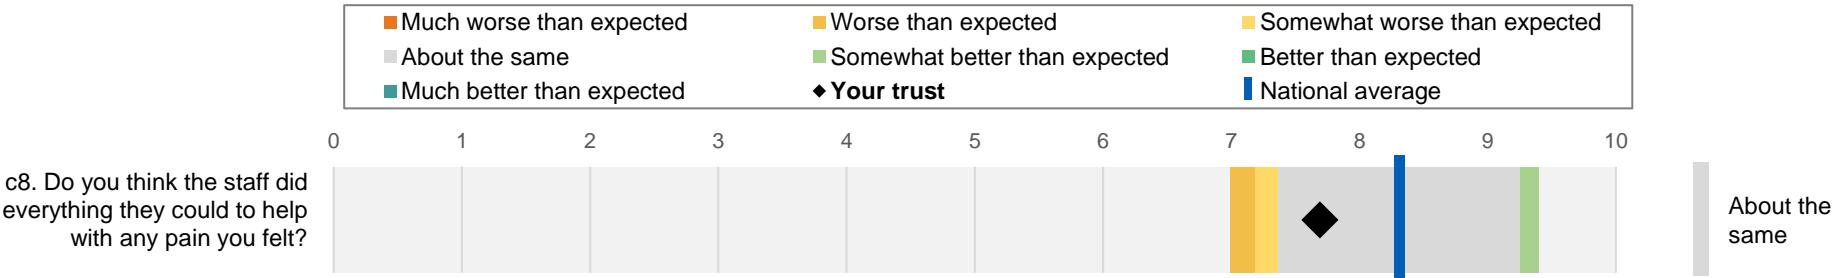 Much worse than expected
Worse than expected
Somewhat worse than expected
About the same
Somewhat better than expected
Better than expected
Much better than expected
Your trust
National average
0 1 2 3 4 5 6 7 8 9 10
c8. Do you think the staff did
everything they could to help
with any pain you felt?
About the
same